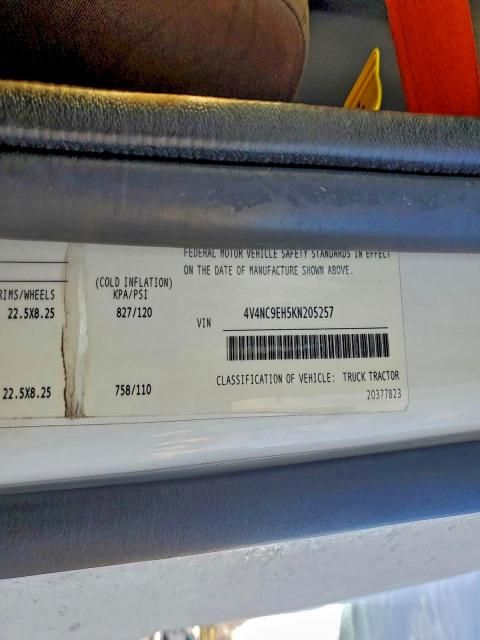 FEDERAL MOTOR VEHICLE SAFETY STANDARDS IN EFFECT
ON THE DATE OF MANUFACTURE SHOWN ABOVE.
RIMS/WHEELS
(COLD INFLATION)
KPA/PSI
22.5X8.25
827/120
VIN 4V4NC9EH5KN205257
22.5X8.25
758/110
CLASSIFICATION OF VEHICLE: TRUCK TRACTOR
20377823